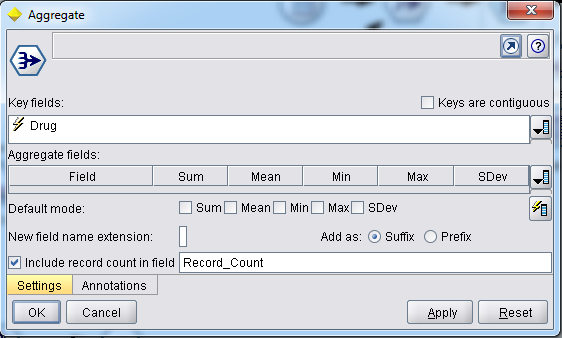 Aggregate
Key fields:
Keys are contiguous
Drug
Aggregate fields:
Field Sum Mean Min Max SDev
Default mode: Sum Mean Min Max SDev
New field name extension: Add as: Suffix Prefix
Include record count in field Record_Count
Settings Annotations
OK Cancel Apply Reset